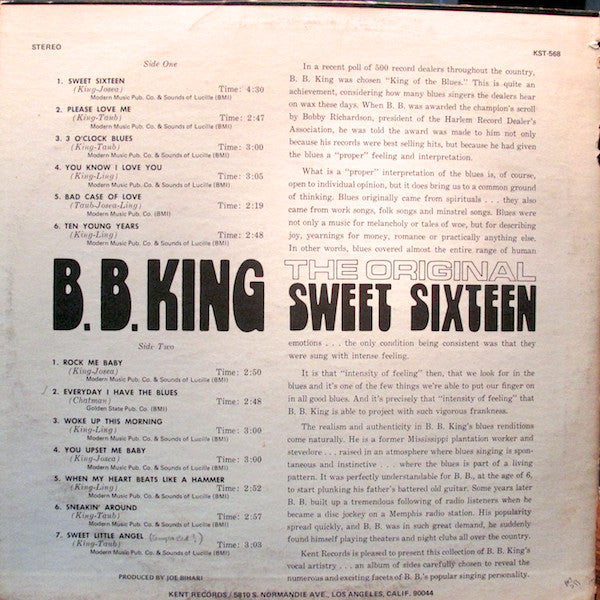 STEREO
KST-568
Side One
1. SWEET SIXTEEN
(King-Josea) Time: 4:30
Modern Music Pub. Co. & Sounds of Lucille (BMI)
2. PLEASE LOVE ME
(King-Taub) Time: 2:47
Modern Music Pub. Co. & Sounds of Lucille (BMI)
3. 3 O'CLOCK BLUES
(King-Taub) Time: 3:00
Modern Music Pub. Co. & Sounds of Lucille (BMI)
4. YOU KNOW I LOVE YOU
(King-Ling) Time: 3:05
Modern Music Pub. Co. & Sounds of Lucille (BMI)
5. BAD CASE OF LOVE
(Taub-Josea-Ling) Time: 2:19
Modern Music Pub. Co. (BMI)
6. TEN YOUNG YEARS
(King-Ling) Time: 2:48
Modern Music Pub. Co. & Sounds of Lucille (BMI)
In a recent poll of 500 record dealers throughout the country,
B. B. King was chosen "King of the Blues." This is quite an
achievement, considering how many blues singers the dealers hear
on wax these days. When B. B. was awarded the champion's scroll
by Bobby Richardson, president of the Harlem Record Dealer's
Association, he was told the award was made to him not only
because his records were best selling hits, but because he had given
the blues a "proper" feeling and interpretation.
What is a "proper" interpretation of the blues is, of course,
open to individual opinion, but it does bring us to a common ground
of thinking. Blues originally came from spirituals . . . they also
came from work songs, folk songs and minstrel songs. Blues were
not only a music for melancholy or tales of woe, but for describing
joy, yearnings for money, romance or practically anything else.
In other words, blues covered almost the entire range of human
B. B. KING
THE ORIGINAL
SWEET SIXTEEN
Side Two
1. ROCK ME BABY
(King-Josea) Time: 2:50
Modern Music Pub. Co. & Sounds of Lucille (BMI)
2. EVERYDAY I HAVE THE BLUES
(Chatman) Time: 2:48
Golden State Pub. Co. (BMI)
3. WOKE UP THIS MORNING
(King-Ling) Time: 3:00
Modern Music Pub. Co. & Sounds of Lucille (BMI)
4. YOU UPSET ME BABY
(King-Josea) Time: 3:00
Modern Music Pub. Co. & Sounds of Lucille (BMI)
5. WHEN MY HEART BEATS LIKE A HAMMER
(King-Ling) Time: 2:52
Modern Music Pub. Co. & Sounds of Lucille (BMI)
6. SNEAKIN' AROUND
(King-Taub) Time: 2:57
Modern Music Pub. Co. & Sounds of Lucille (BMI)
7. SWEET LITTLE ANGEL
(King-Taub) Time: 3:03
Modern Music Pub. Co. & Sounds of Lucille (BMI)
emotions . . . the only condition being consistent was that they
were sung with intense feeling.
It is that "intensity of feeling" then, that we look for in the
blues and it's one of the few things we're able to put our finger on
in all good blues. And it's precisely that "intensity of feeling" that
B. B. King is able to project with such vigorous frankness.
The realism and authenticity in B. B. King's blues renditions
come naturally. He is a former Mississippi plantation worker and
stevedore . . . raised in an atmosphere where blues singing is spon-
taneous and instinctive . . . where the blues is part of a living
pattern. It was perfectly understandable for B. B., at the age of 6,
to start plunking his father's battered old guitar. Some years later
B. B. built up a tremendous following of radio listeners when he
became a disc jockey on a Memphis radio station. His popularity
spread quickly, and B. B. was in such great demand, he suddenly
found himself playing theaters and night clubs all over the country.
Kent Records is pleased to present this collection of B. B. King's
vocal artistry . . . an album of sides carefully chosen to reveal the
numerous and exciting facets of B. B.'s popular singing personality.
PRODUCED BY JOE BIHARI
KENT RECORDS / 5810 S. NORMANDIE AVE., LOS ANGELES, CALIF. 90044